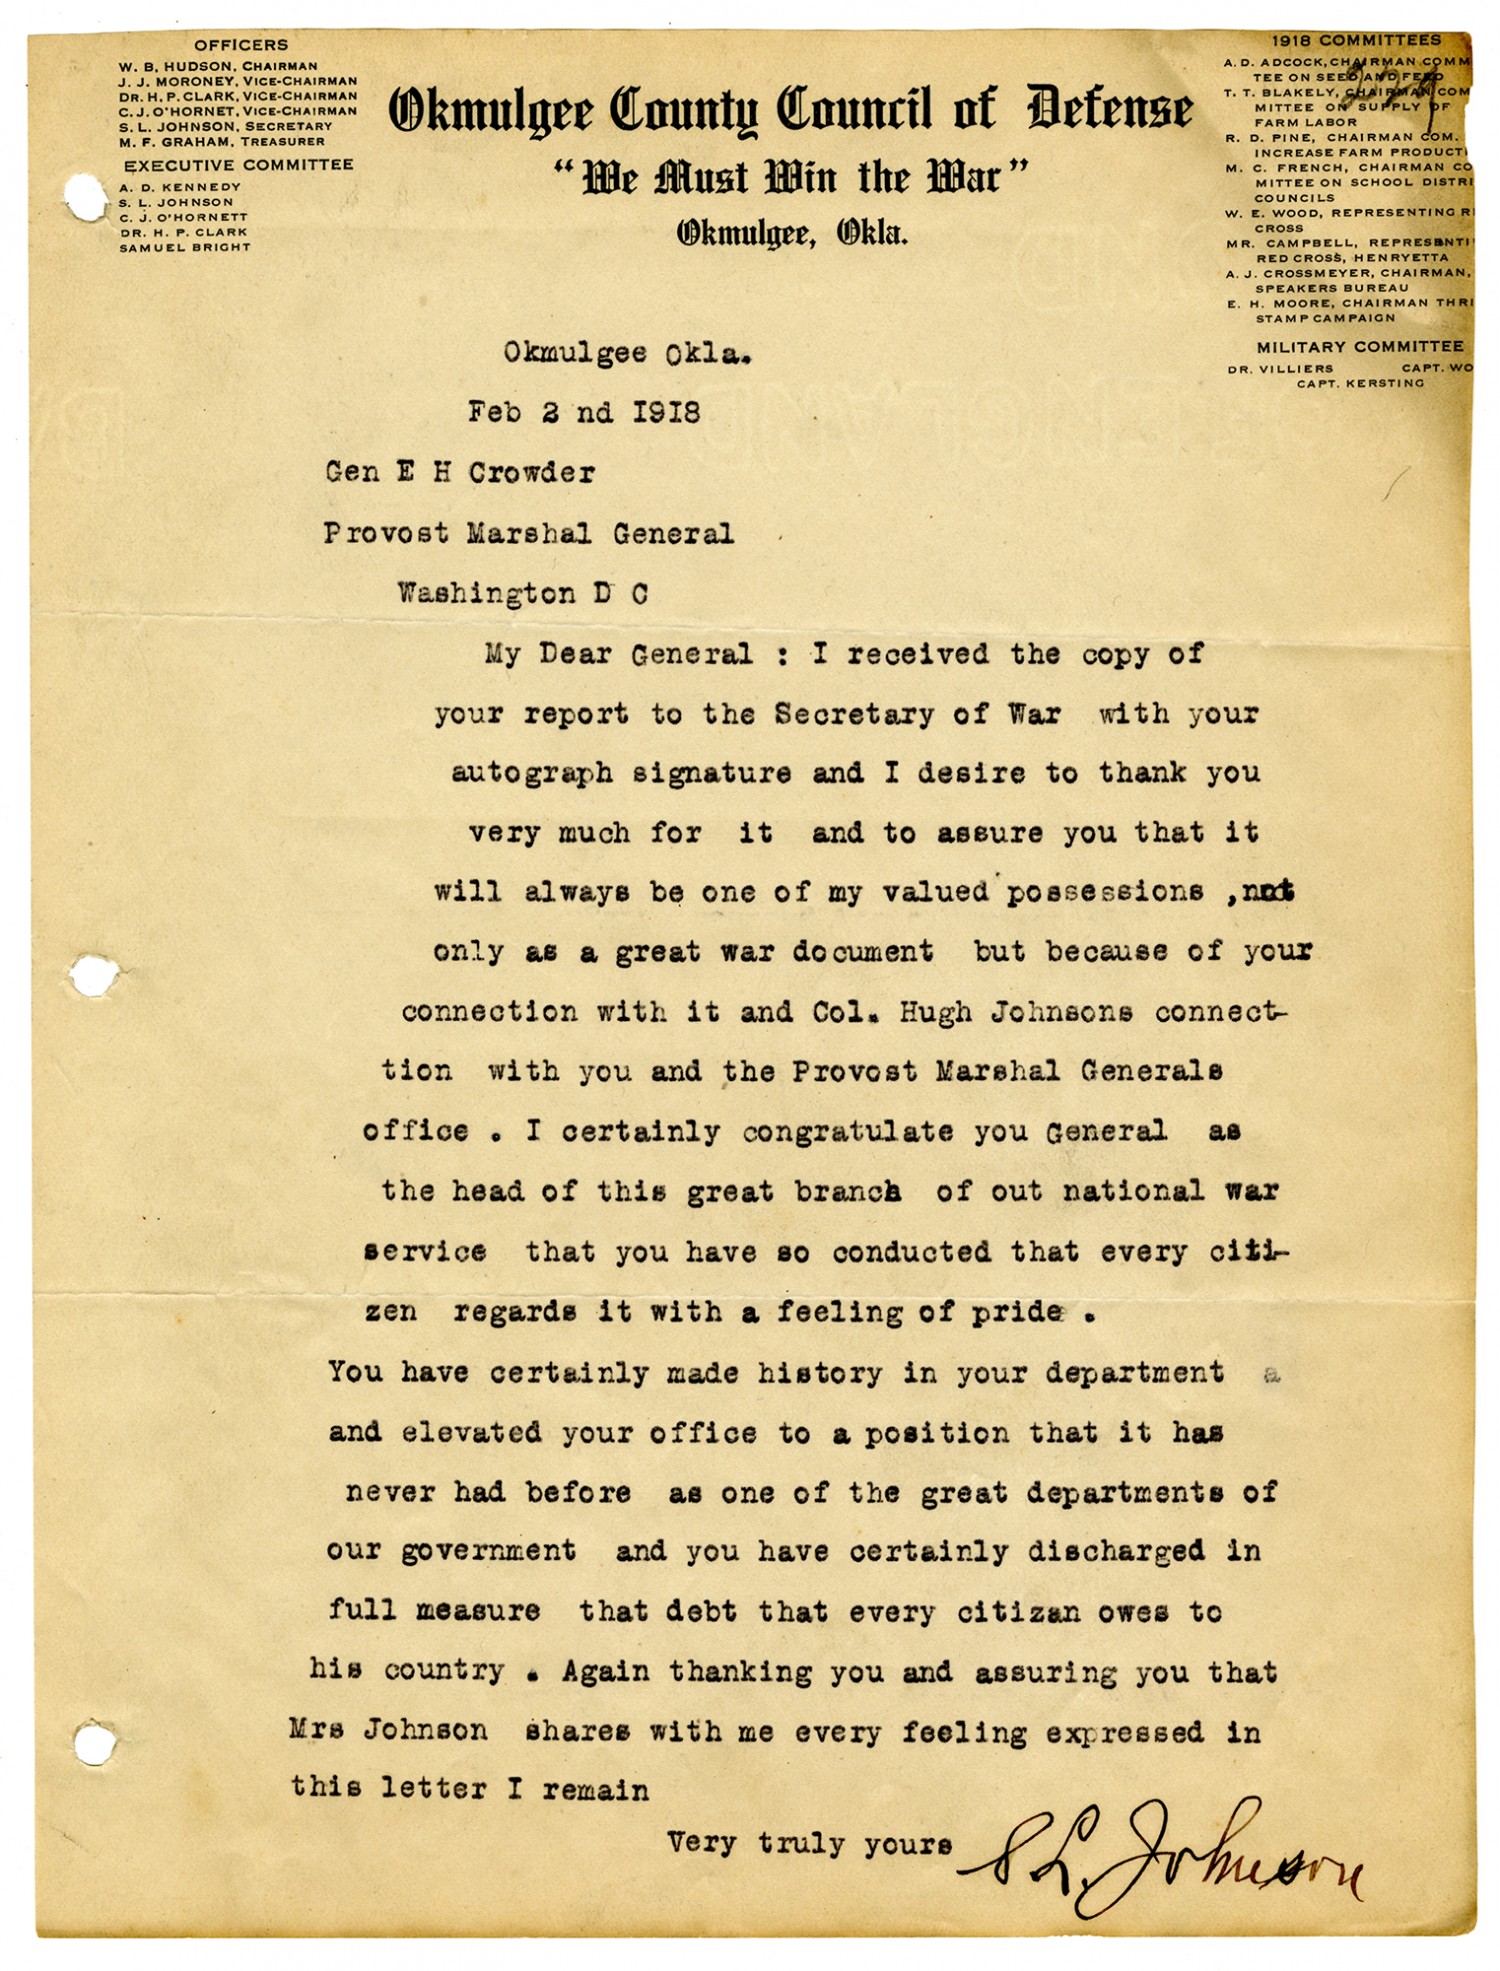 OFFICERS
W. B. HUDSON, CHAIRMAN
J. J. MORONEY, VICE-CHAIRMAN
DR. H. P. CLARK, VICE-CHAIRMAN
C. J. O'HORNET, VICE-CHAIRMAN
S. L. JOHNSON, SECRETARY
M. F. GRAHAM, TREASURER
EXECUTIVE COMMITTEE
A. D. KENNEDY
S. L. JOHNSON
C. J. O'HORNETT
DR. H. P. CLARK
SAMUEL BRIGHT
Okmulgee County Council of Defense
"We Must Win the War"
Okmulgee, Okla.
1918 COMMITTEES
A. D. ADCOCK, CHAIRMAN COMM
TEE ON SEED AND FEED
T. T. BLAKELY, CHAIRMAN COM
MITTEE ON SUPPLY OF
FARM LABOR
R. D. PINE, CHAIRMAN COM.
INCREASE FARM PRODUCTI
M. C. FRENCH, CHAIRMAN CO
MITTEE ON SCHOOL DISTRI
COUNCILS
W. E. WOOD, REPRESENTING R
CROSS
MR. CAMPBELL, REPRESENTI
RED CROSS, HENRYETTA
A. J. CROSSMEYER, CHAIRMAN,
SPEAKERS BUREAU
E. H. MOORE, CHAIRMAN THRI
STAMP CAMPAIGN
MILITARY COMMITTEE
DR. VILLIERS CAPT. WO
CAPT. KERSTING
Okmulgee Okla.
Feb 2 nd 1918
Gen E H Crowder
Provost Marshal General
Washington D C
My Dear General : I received the copy of
your report to the Secretary of War with your
autograph signature and I desire to thank you
very much for it and to assure you that it
will always be one of my valued possessions ,not
only as a great war document but because of your
connection with it and Col. Hugh Johnsons connect-
tion with you and the Provost Marshal Generals
office . I certainly congratulate you General as
the head of this great branch of out national war
service that you have so conducted that every citi-
zen regards it with a feeling of pride .
You have certainly made history in your department a
and elevated your office to a position that it has
never had before as one of the great departments of
our government and you have certainly discharged in
full measure that debt that every citizan owes to
his country . Again thanking you and assuring you that
Mrs Johnson shares with me every feeling expressed in
this letter I remain
Very truly yours S L. Johnson